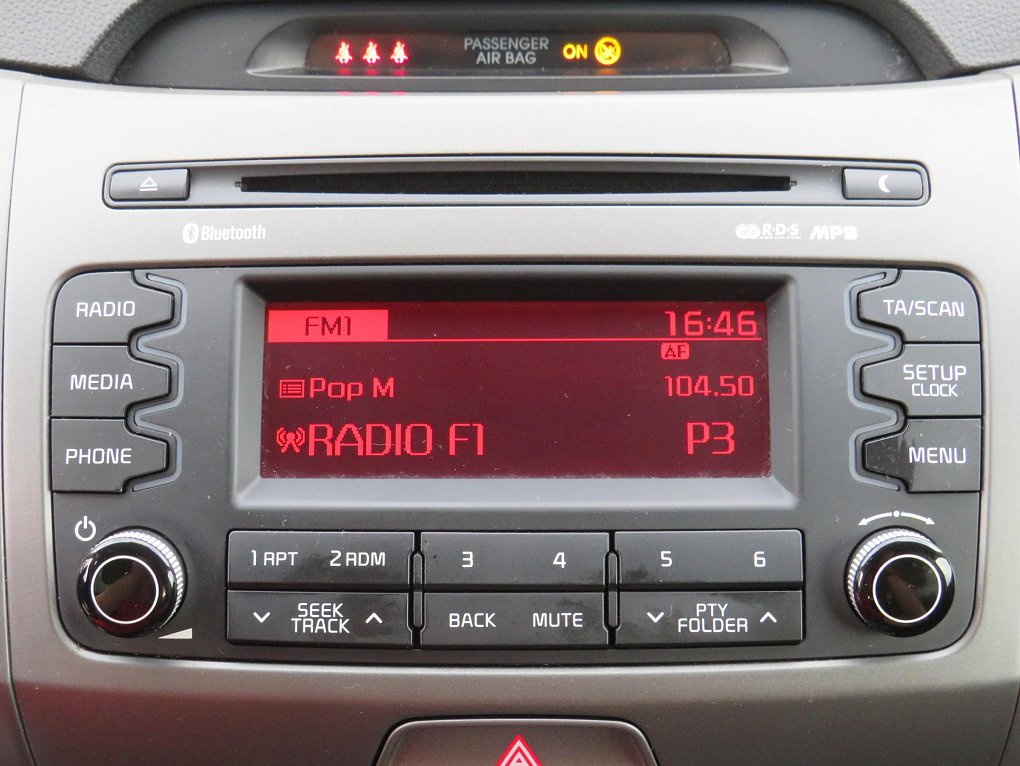 PASSENGER
AIR BAG
ON
Bluetooth
R·D·S
MP3
RADIO
TA/SCAN
FM1
16:46
AF
MEDIA
Pop M
104.50
SETUP
CLOCK
PHONE
RADIO F1
P3
MENU
1 RPT 2 RDM
3 4
5 6
SEEK
TRACK
BACK MUTE
PTY
FOLDER